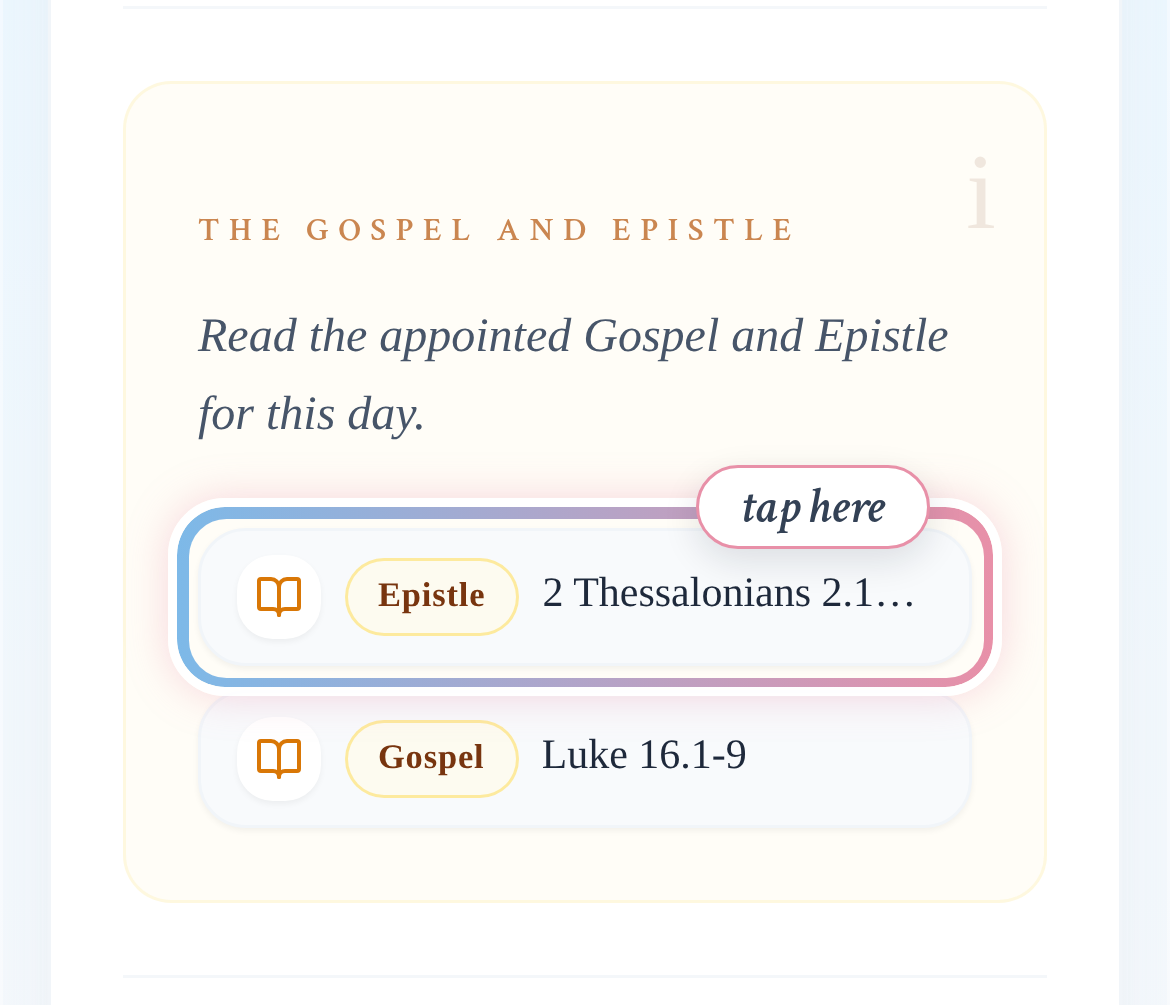 i
THE GOSPEL AND EPISTLE
Read the appointed Gospel and Epistle
for this day.
tap here
Epistle 2 Thessalonians 2.1…
Gospel Luke 16.1-9